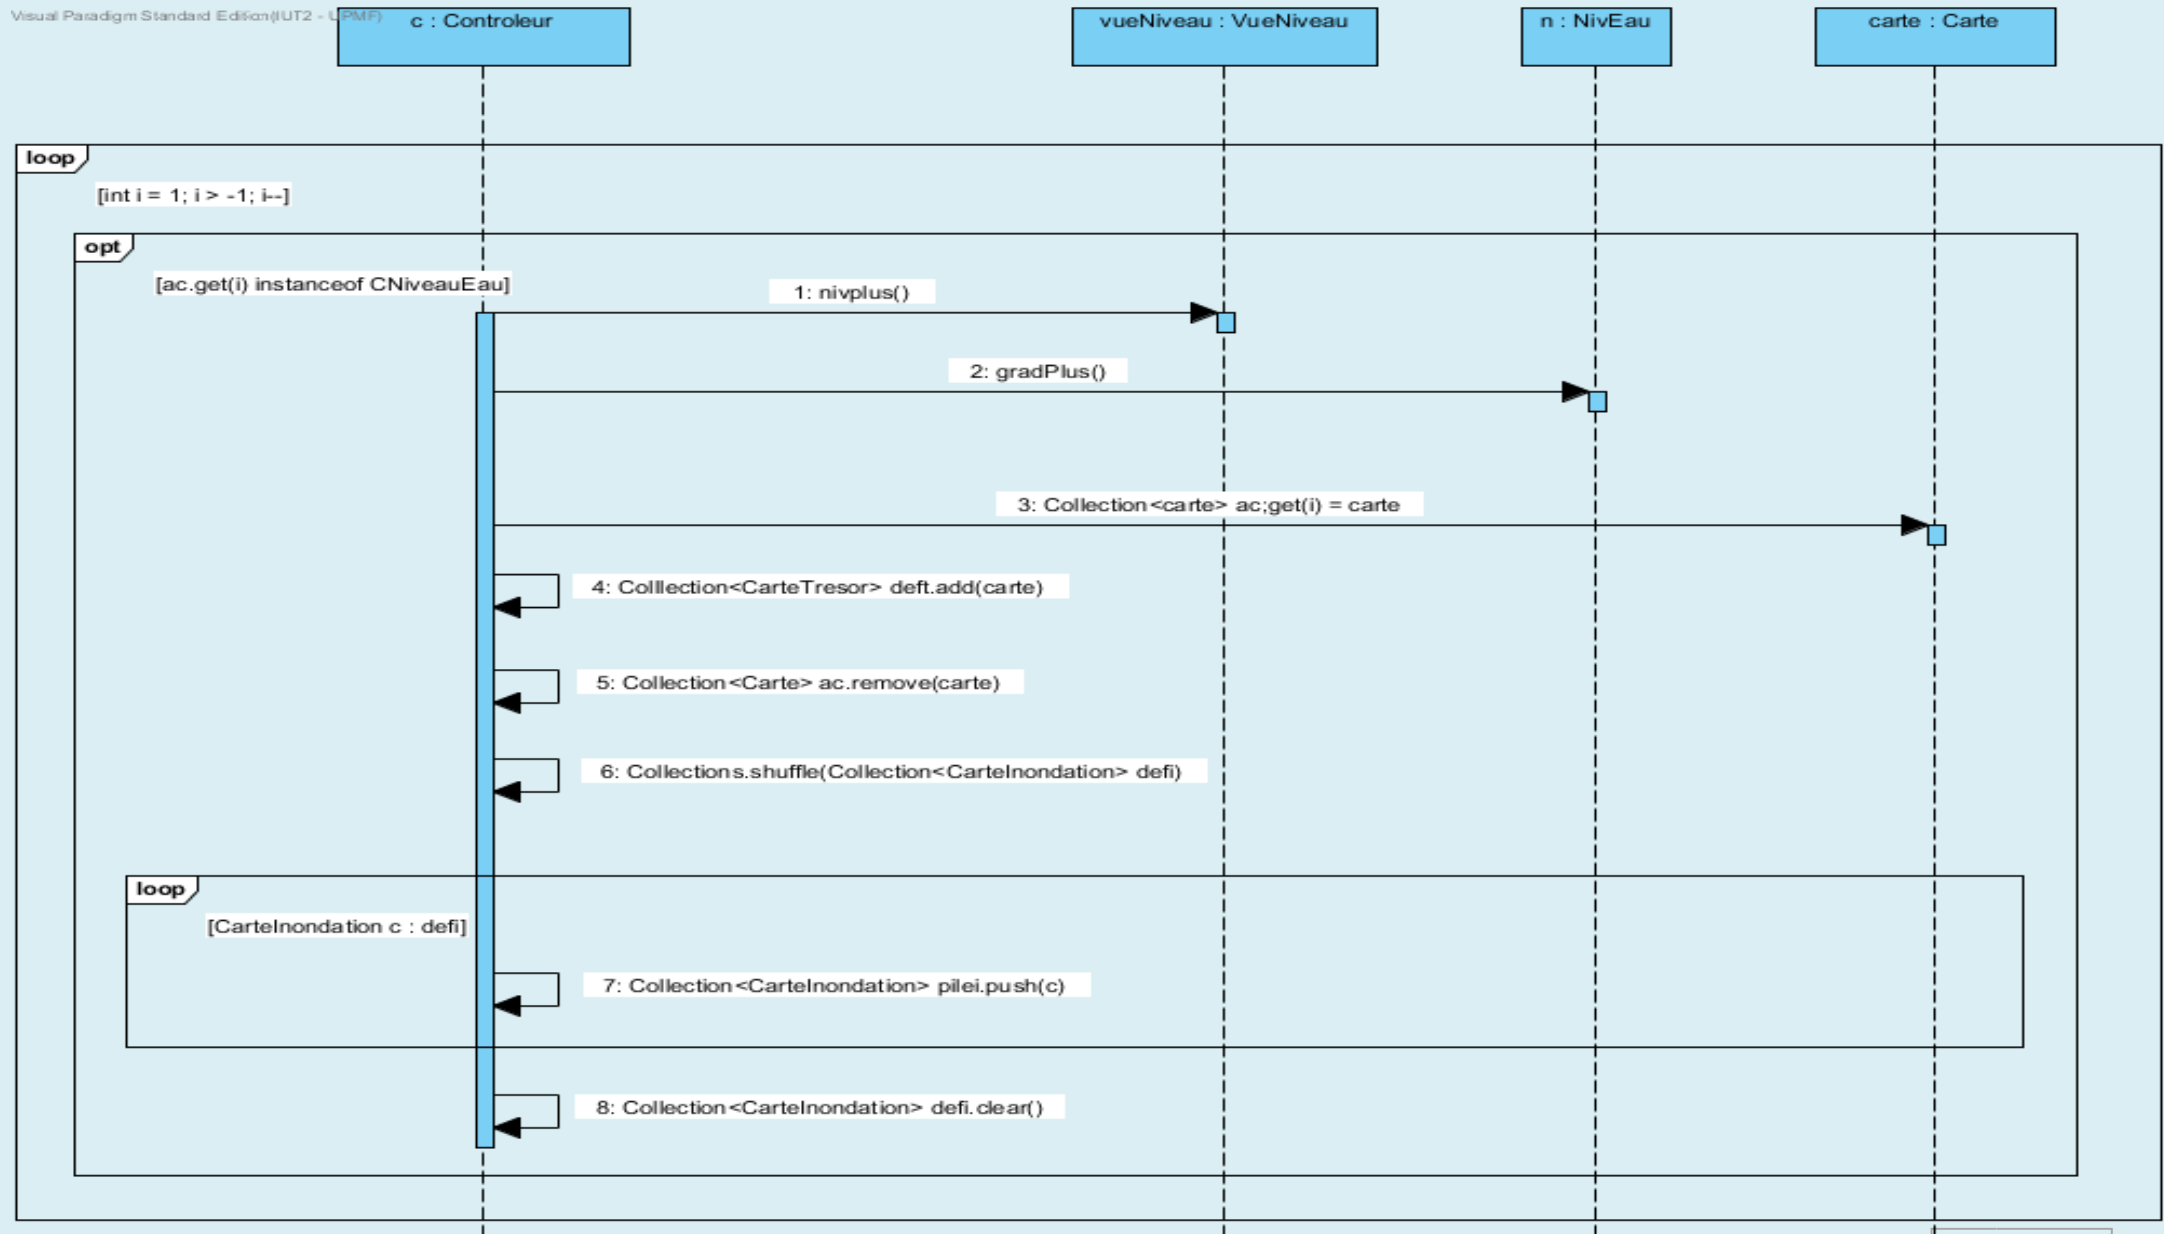 Visual Paradigm Standard Edition(IUT2 - UPMF)
c : Controleur
vueNiveau : VueNiveau
n : NivEau
carte : Carte
loop
[int i = 1; i > -1; i--]
opt
[ac.get(i) instanceof CNiveauEau]
1: nivplus()
2: gradPlus()
3: Collection<carte> ac;get(i) = carte
4: Colllection<CarteTresor> deft.add(carte)
5: Collection<Carte> ac.remove(carte)
6: Collections.shuffle(Collection<CarteInondation> defi)
loop
[CarteInondation c : defi]
7: Collection<CarteInondation> pilei.push(c)
8: Collection<CarteInondation> defi.clear()